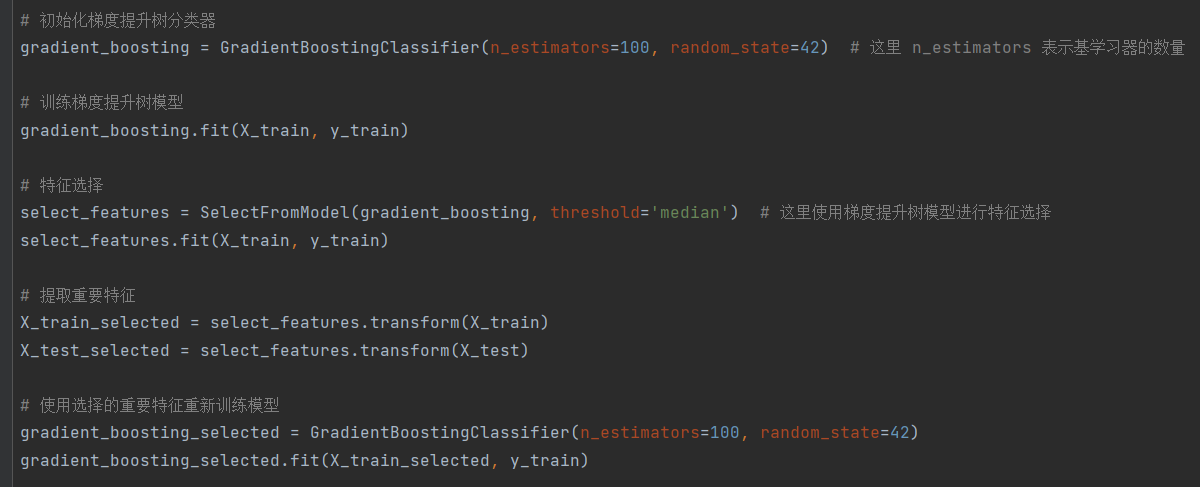 # 初始化梯度提升树分类器
gradient_boosting = GradientBoostingClassifier(n_estimators=100, random_state=42)  # 这里 n_estimators 表示基学习器的数量
# 训练梯度提升树模型
gradient_boosting.fit(X_train, y_train)
# 特征选择
select_features = SelectFromModel(gradient_boosting, threshold='median')  # 这里使用梯度提升树模型进行特征选择
select_features.fit(X_train, y_train)
# 提取重要特征
X_train_selected = select_features.transform(X_train)
X_test_selected = select_features.transform(X_test)
# 使用选择的重要特征重新训练模型
gradient_boosting_selected = GradientBoostingClassifier(n_estimators=100, random_state=42)
gradient_boosting_selected.fit(X_train_selected, y_train)